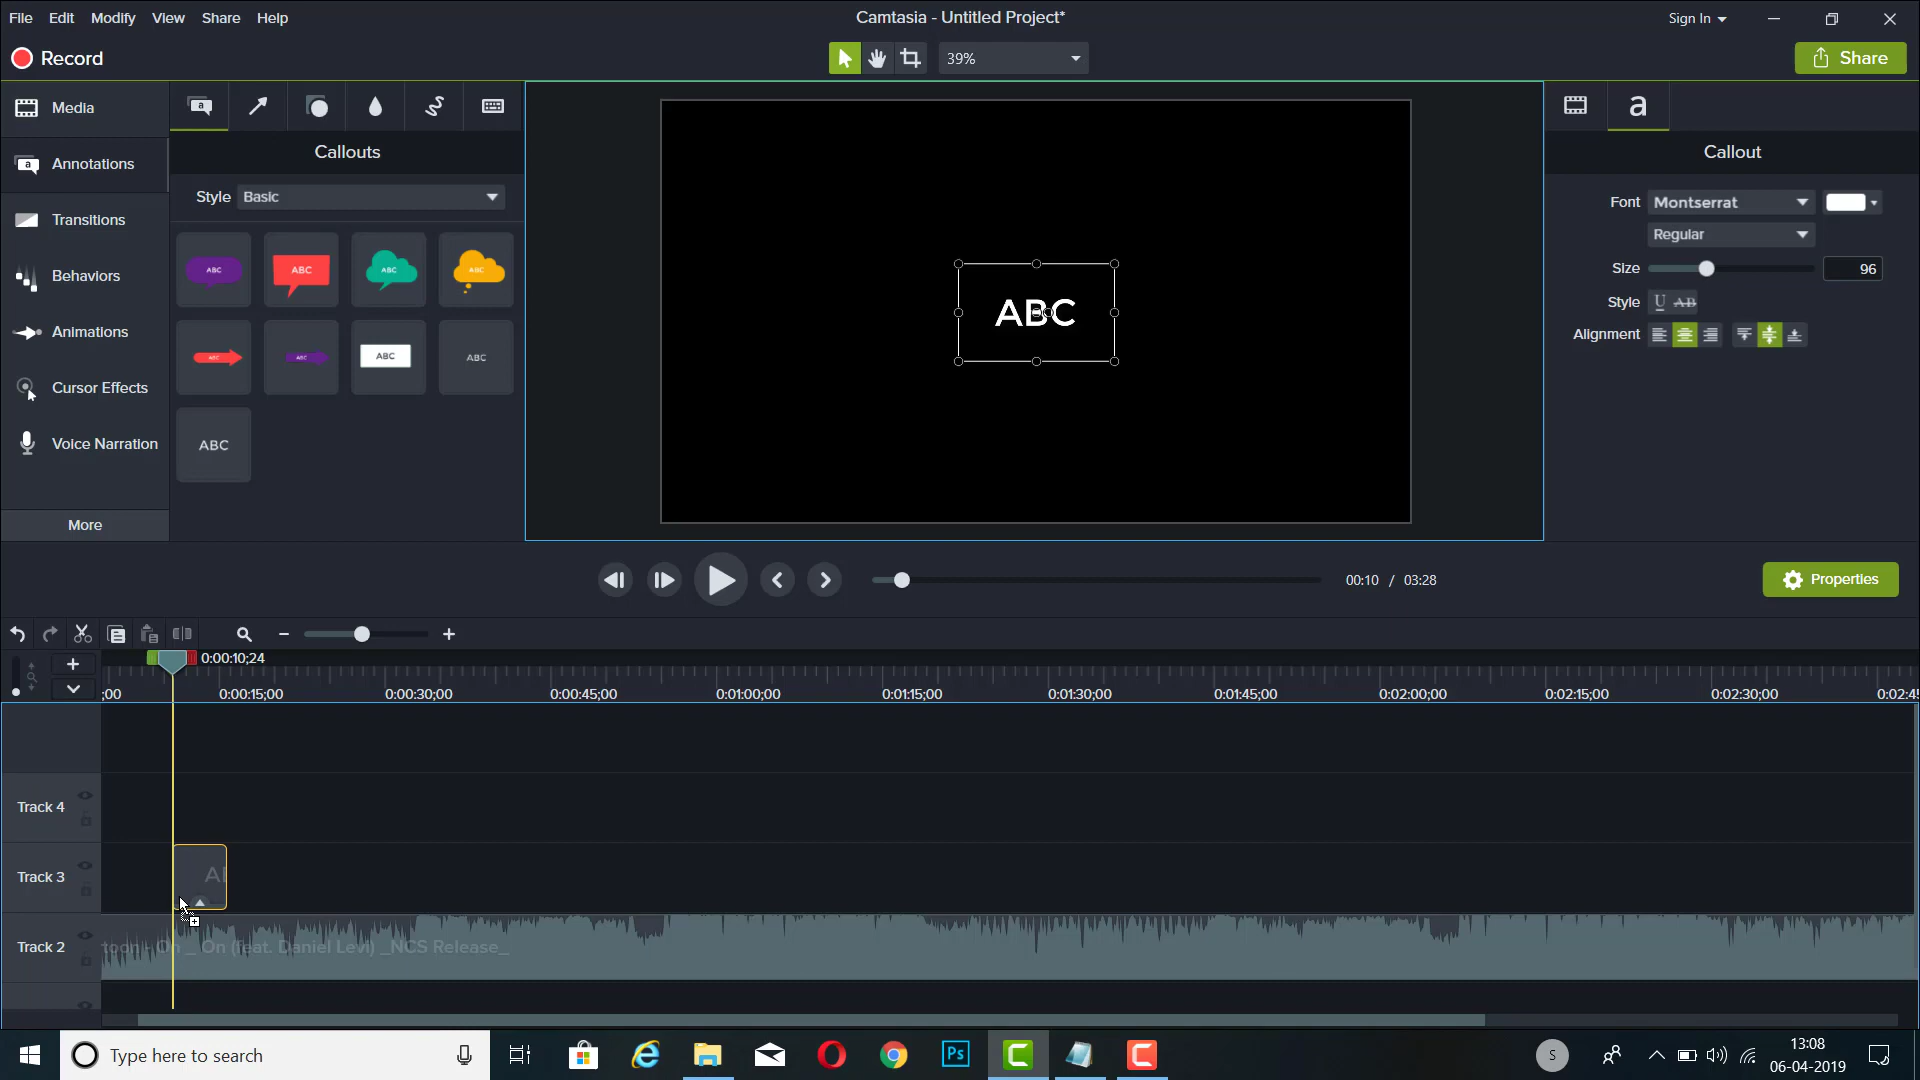 File Edit Modify View Share Help
Camtasia - Untitled Project*
Sign In
Record
39%
Share
Media
Annotations
Transitions
Behaviors
Animations
Cursor Effects
Voice Narration
More
a
Callouts
Style Basic
ABC ABC ABC ABC
ABC ABC ABC ABC
ABC
ABC
a
Callout
Font Montserrat
Regular
Size 96
Style U AB
Alignment
00:10 / 03:28
Properties
0:00:10;24
;00 0:00:15;00 0:00:30;00 0:00:45;00 0:01:00;00 0:01:15;00 0:01:30;00 0:01:45;00 0:02:00;00 0:02:15;00 0:02:30;00 0:02:4
Track 4
Track 3
Track 2
toon - On _ On (feat. Daniel Levi) _NCS Release_
Type here to search
Ps
S
13:08
06-04-2019